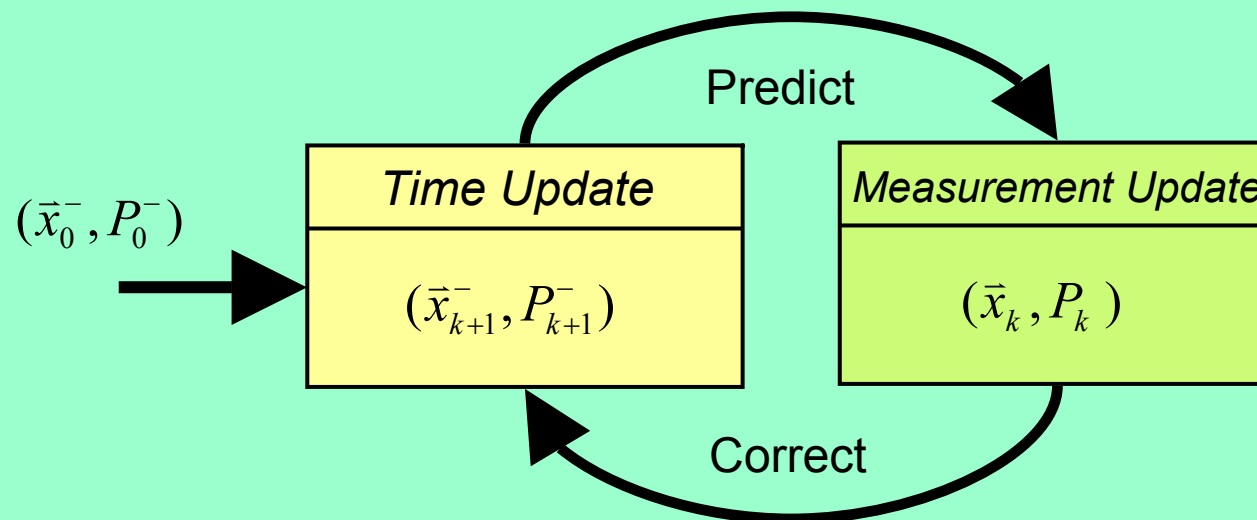 Predict
Time Update
Measurement Update
(x⃗₀⁻, P₀⁻)
(x⃗ₖ₊₁⁻, Pₖ₊₁⁻)
(x⃗ₖ, Pₖ)
Correct